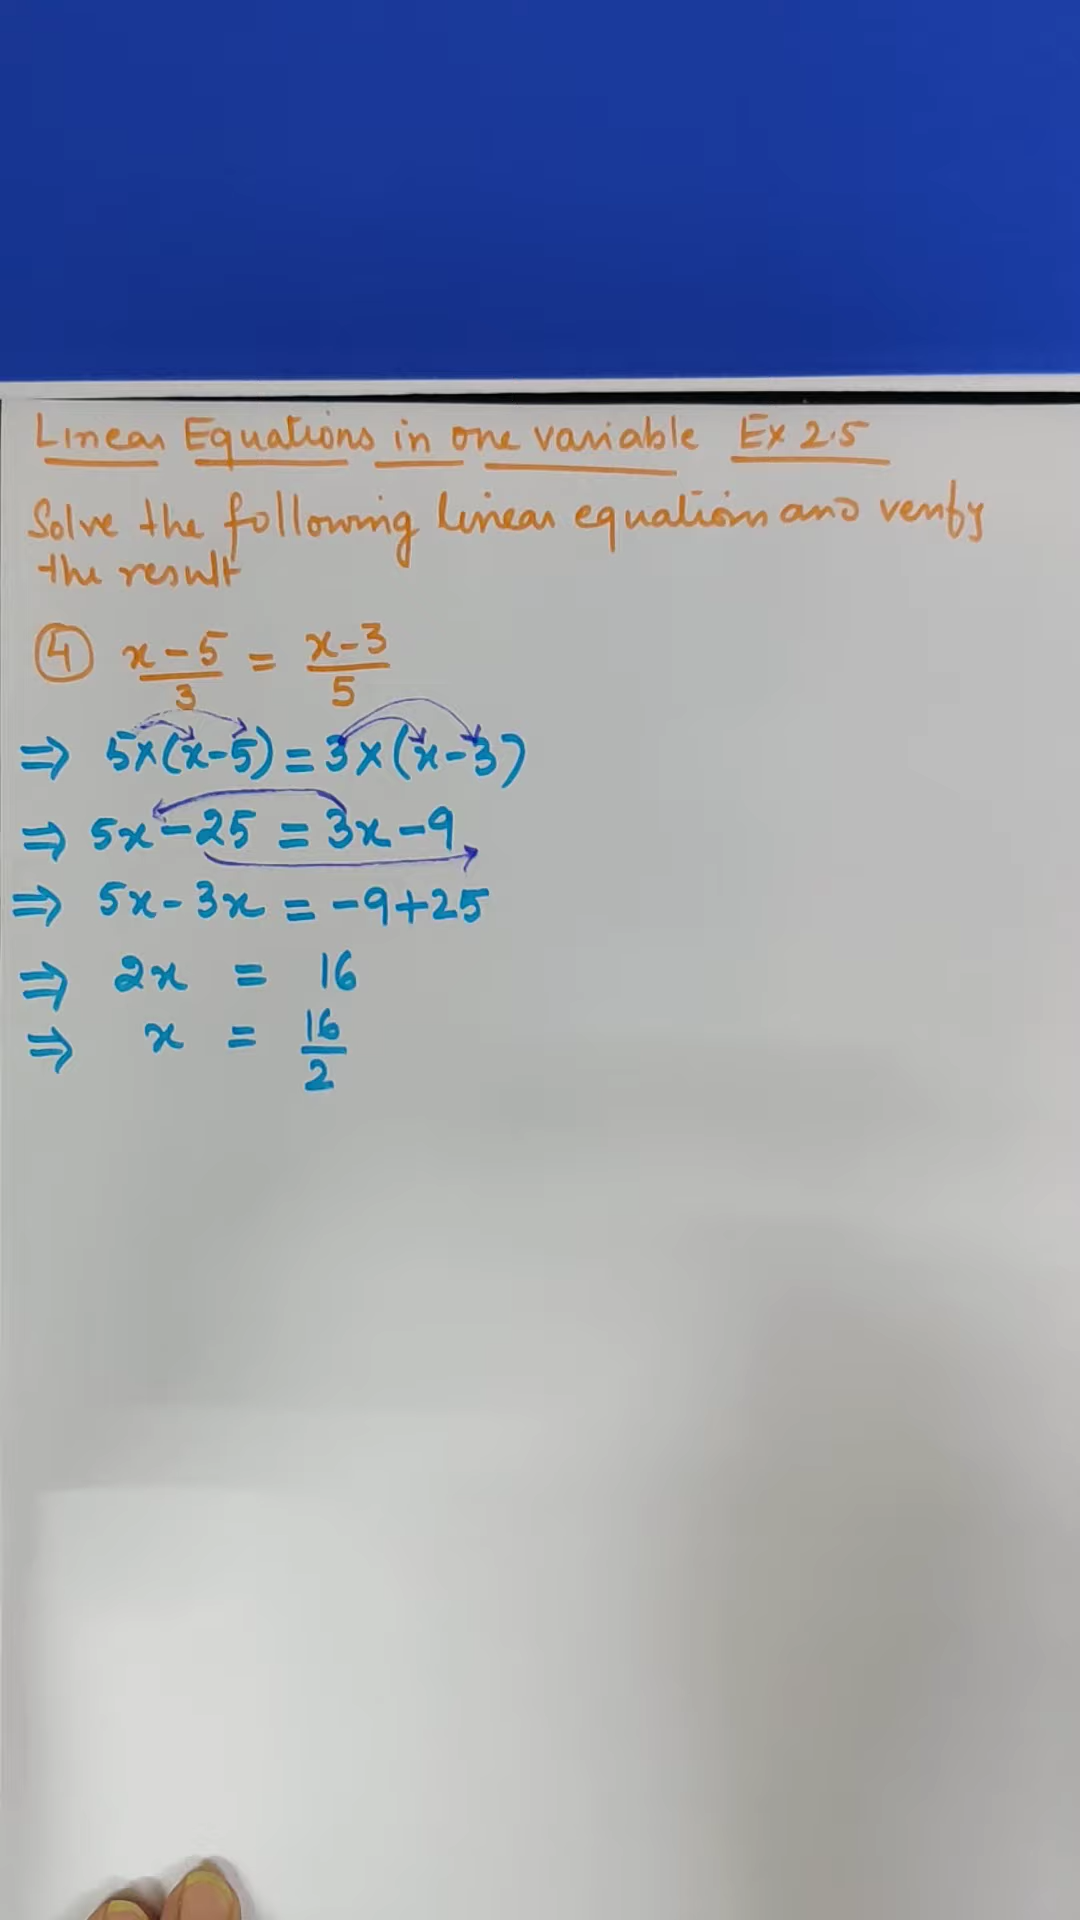 Linear Equations in one variable Ex 2.5
Solve the following linear equations and verify
the result
④ x-5/3 = x-3/5
⇒ 5×(x-5) = 3×(x-3)
⇒ 5x-25 = 3x-9
⇒ 5x-3x = -9+25
⇒ 2x = 16
⇒ x = 16/2